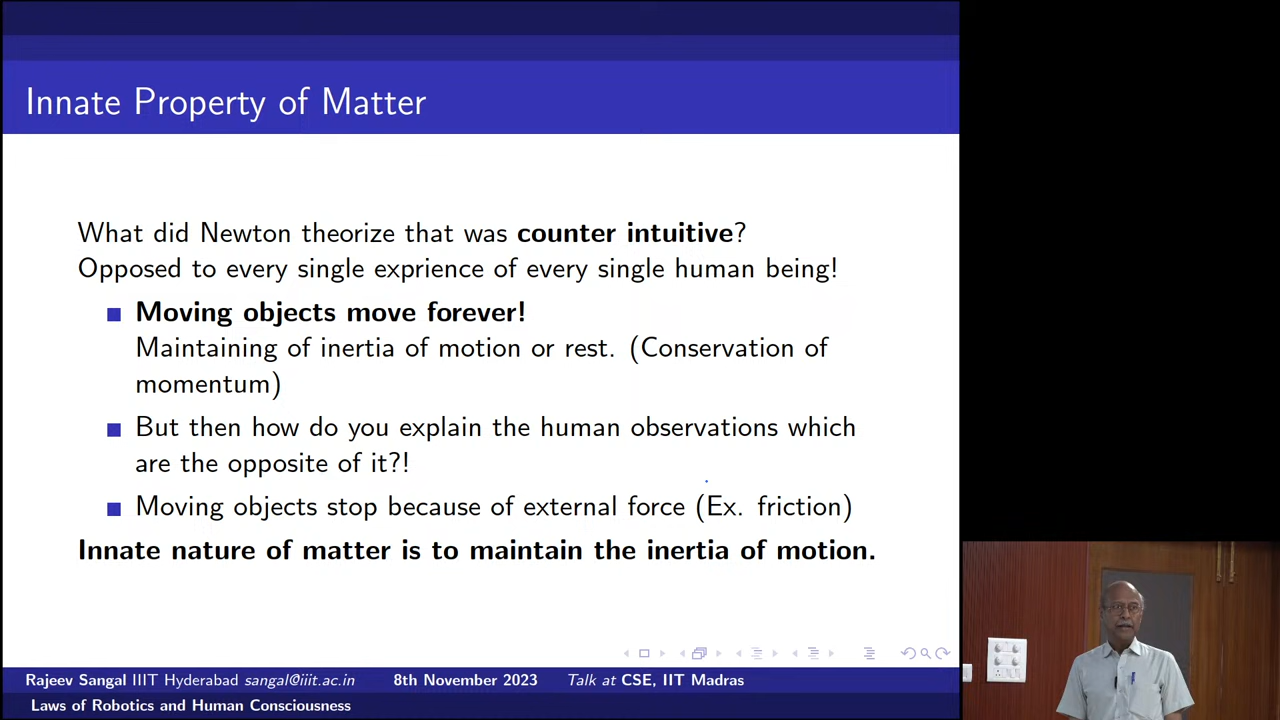 Innate Property of Matter
What did Newton theorize that was counter intuitive?
Opposed to every single exprience of every single human being!
Moving objects move forever!
Maintaining of inertia of motion or rest. (Conservation of
momentum)
But then how do you explain the human observations which
are the opposite of it?!
Moving objects stop because of external force (Ex. friction)
Innate nature of matter is to maintain the inertia of motion.
Rajeev Sangal IIIT Hyderabad sangal@iiit.ac.in 8th November 2023 Talk at CSE, IIT Madras
Laws of Robotics and Human Consciousness